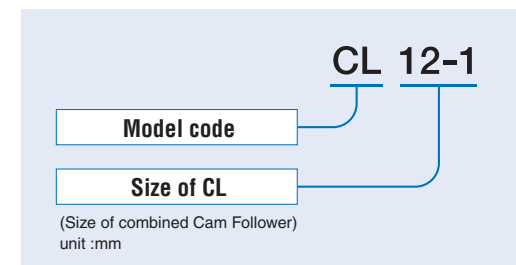 CL 12-1
Model code
Size of CL
(Size of combined Cam Follower)
unit :mm